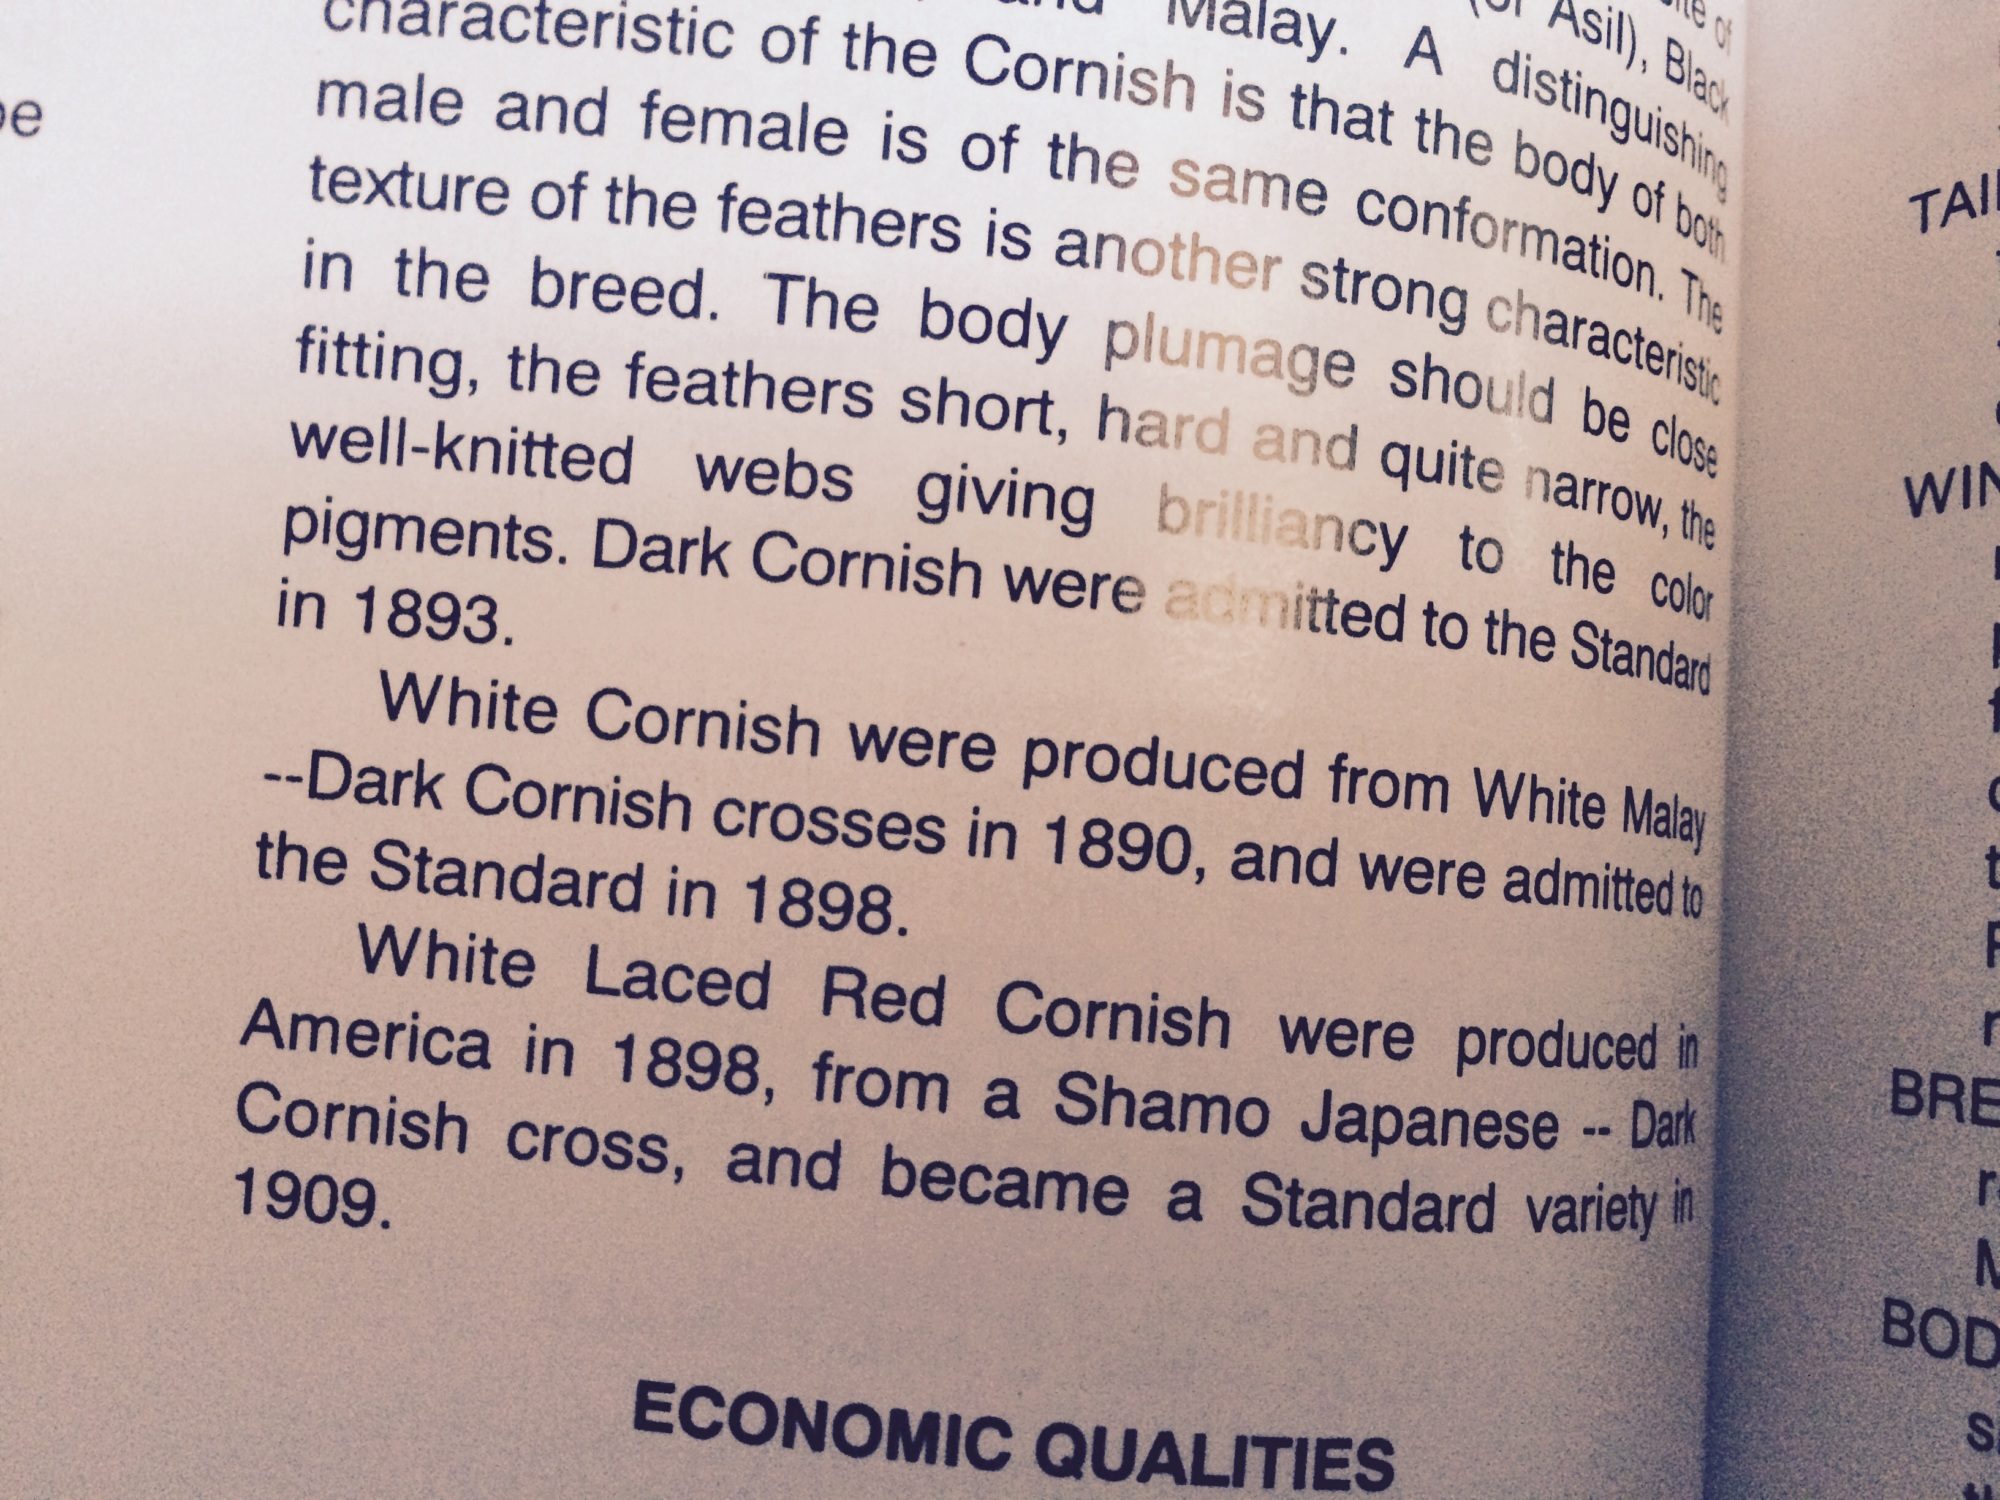 Malay. A distinguishing
characteristic of the Cornish is that the body of both
male and female is of the same conformation. The
texture of the feathers is another strong characteristic
in the breed. The body plumage should be close
fitting, the feathers short, hard and quite narrow, the
well-knitted webs giving brilliancy to the color
pigments. Dark Cornish were admitted to the Standard
in 1893.
White Cornish were produced from White Malay
--Dark Cornish crosses in 1890, and were admitted to
the Standard in 1898.
White Laced Red Cornish were produced in
America in 1898, from a Shamo Japanese -- Dark
Cornish cross, and became a Standard variety in
1909.
ECONOMIC QUALITIES